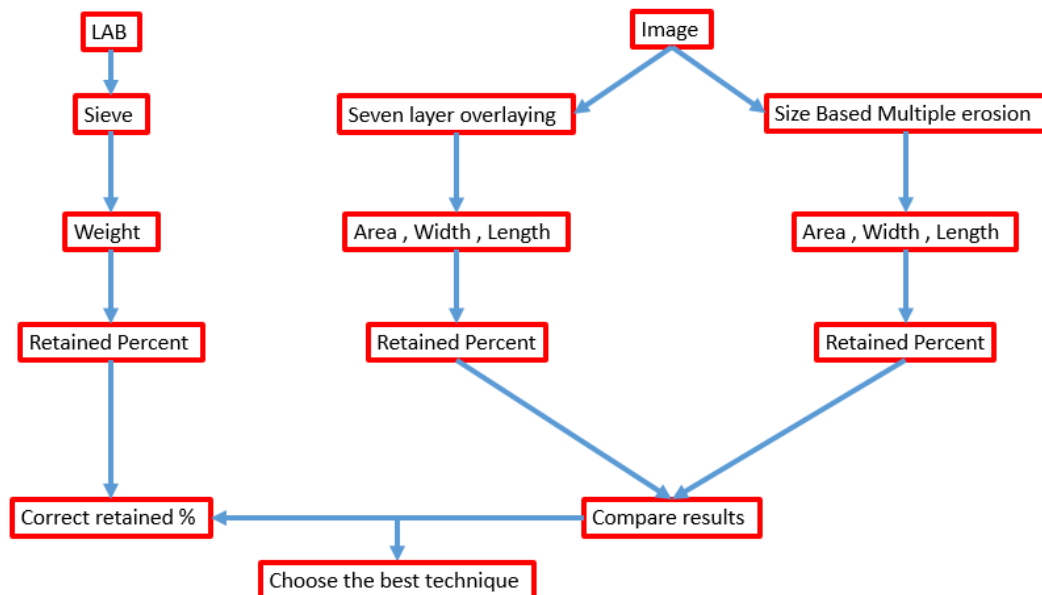 LAB
Image
Sieve
Seven layer overlaying
Size Based Multiple erosion
Weight
Area , Width , Length
Area , Width , Length
Retained Percent
Retained Percent
Retained Percent
Correct retained %
Compare results
Choose the best technique